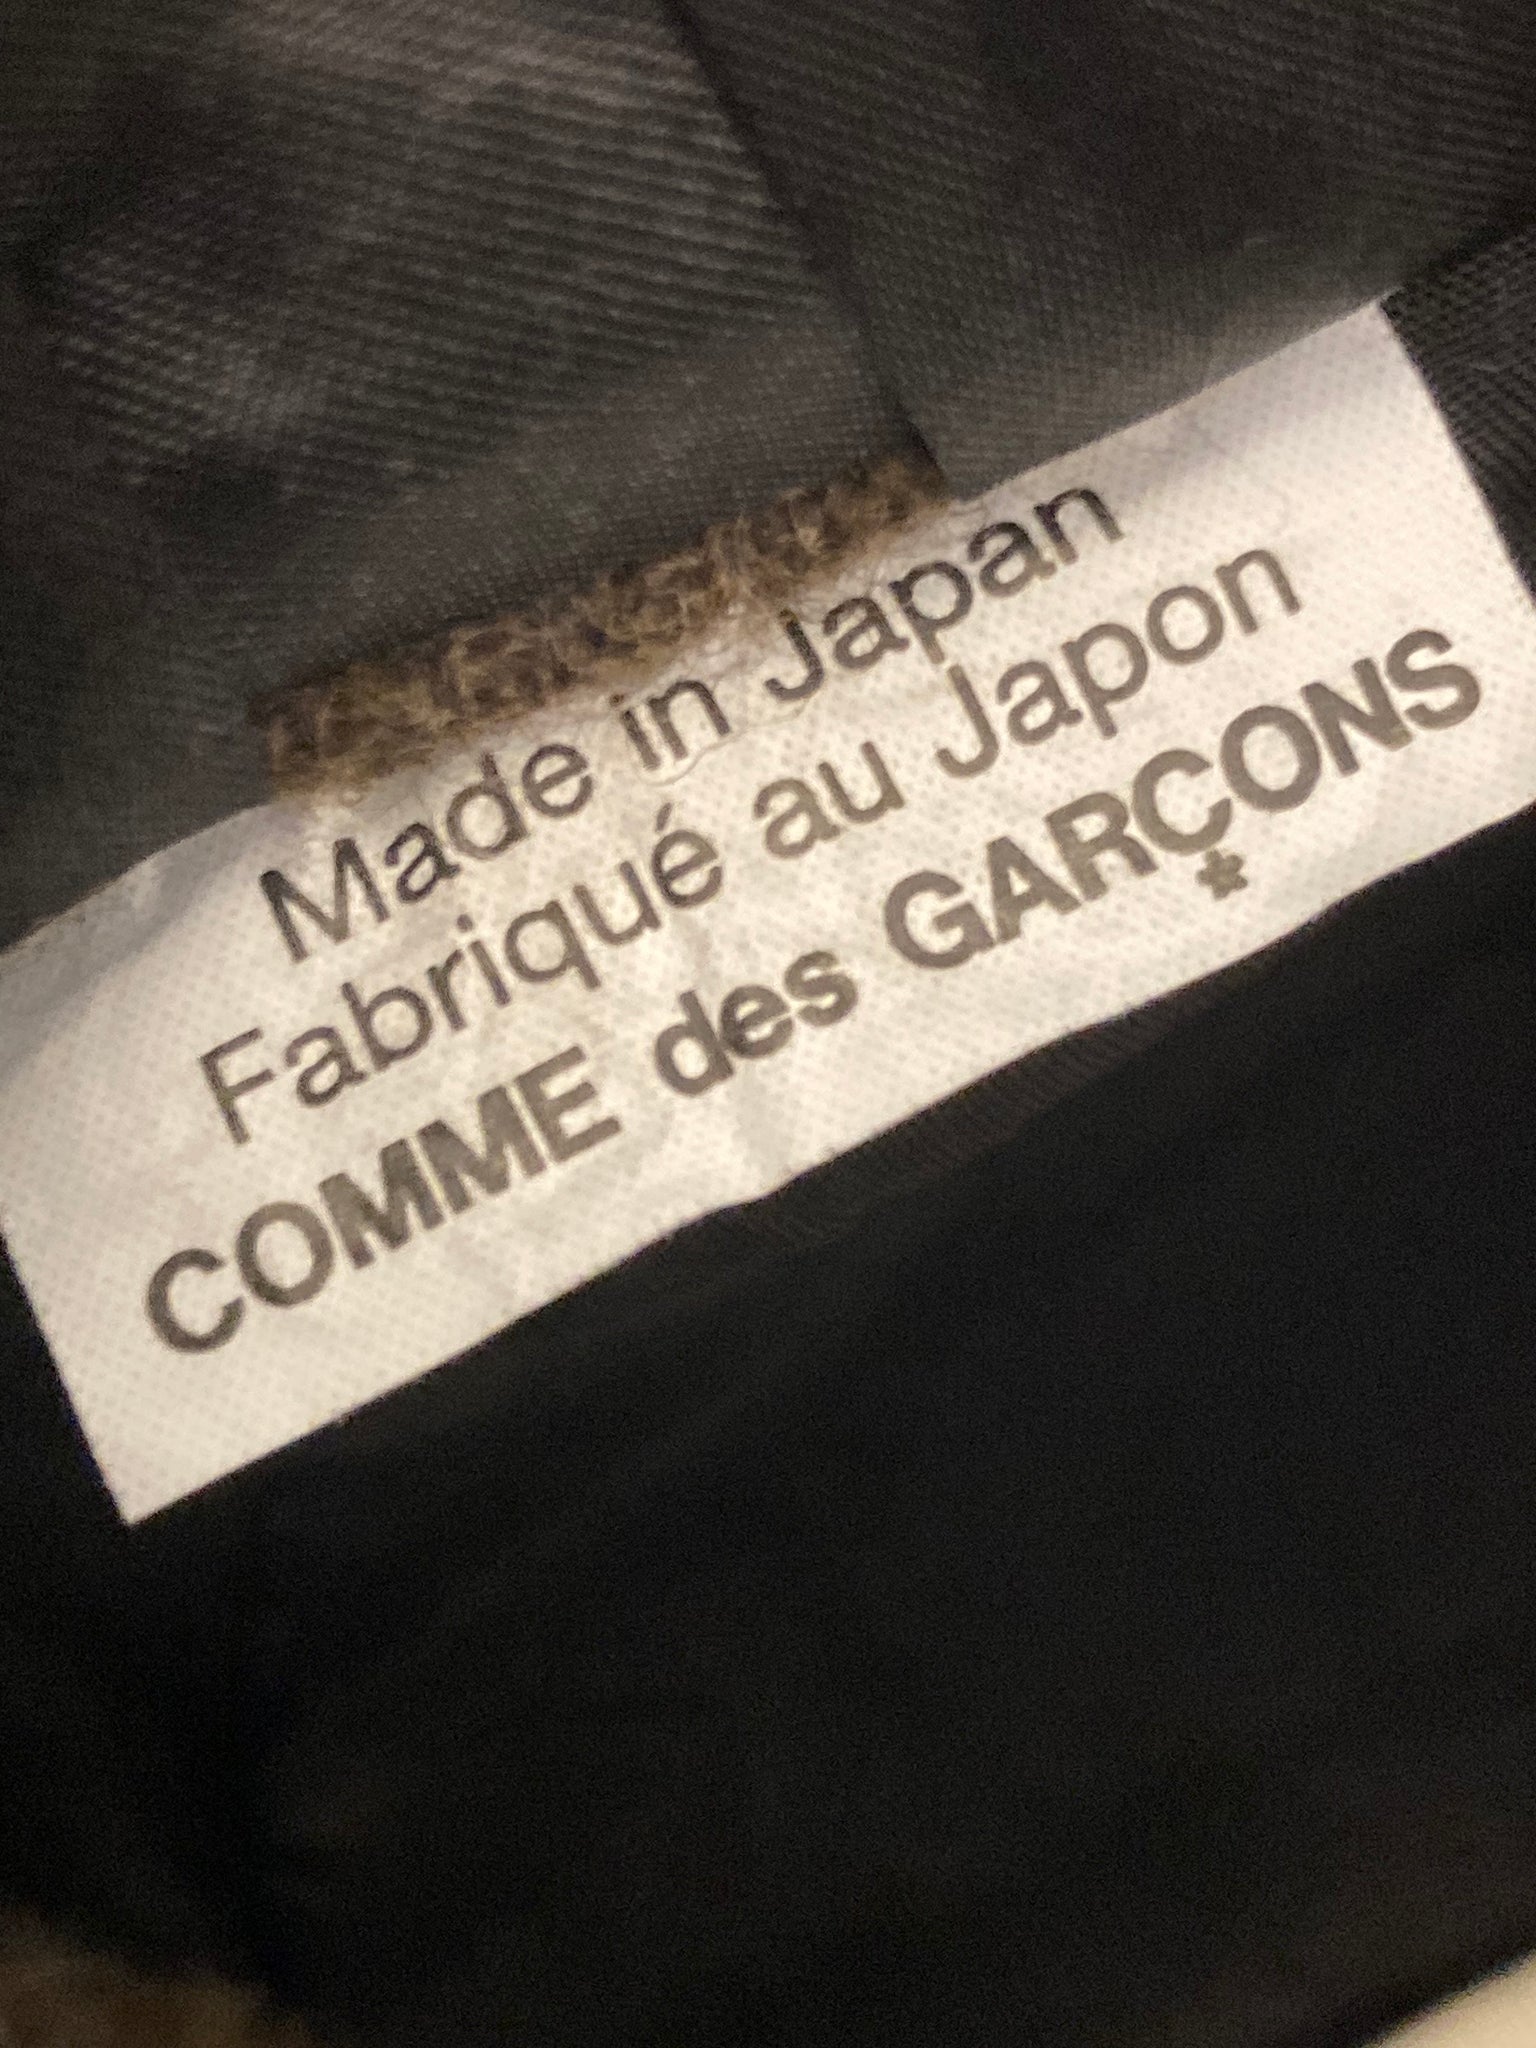 Made in Japan
Fabriqué au Japon
COMME des GARÇONS